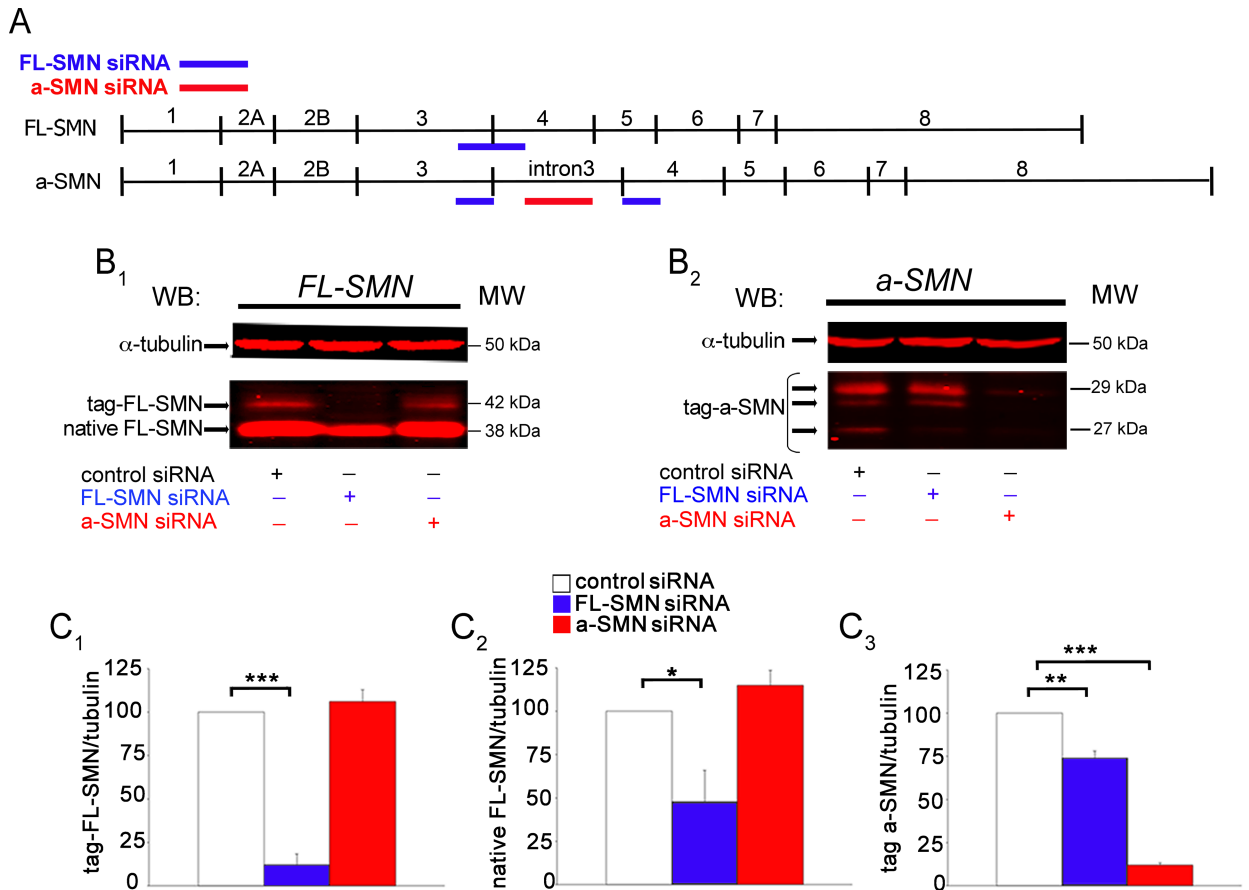 A
FL-SMN siRNA
a-SMN siRNA
FL-SMN 1 2A 2B 3 4 5 6 7 8
a-SMN 1 2A 2B 3 intron3 4 5 6 7 8
B1
WB: FL-SMN MW
α-tubulin 50 kDa
tag-FL-SMN 42 kDa
native FL-SMN 38 kDa
control siRNA + – –
FL-SMN siRNA – + –
a-SMN siRNA – – +
B2
WB: a-SMN MW
α-tubulin 50 kDa
29 kDa
tag-a-SMN
27 kDa
control siRNA + – –
FL-SMN siRNA – + –
a-SMN siRNA – – +
control siRNA
FL-SMN siRNA
a-SMN siRNA
C1
tag-FL-SMN/tubulin
125
100
75
50
25
0
***
C2
native FL-SMN/tubulin
125
100
75
50
25
0
*
C3
tag a-SMN/tubulin
125
100
75
50
25
0
***
**